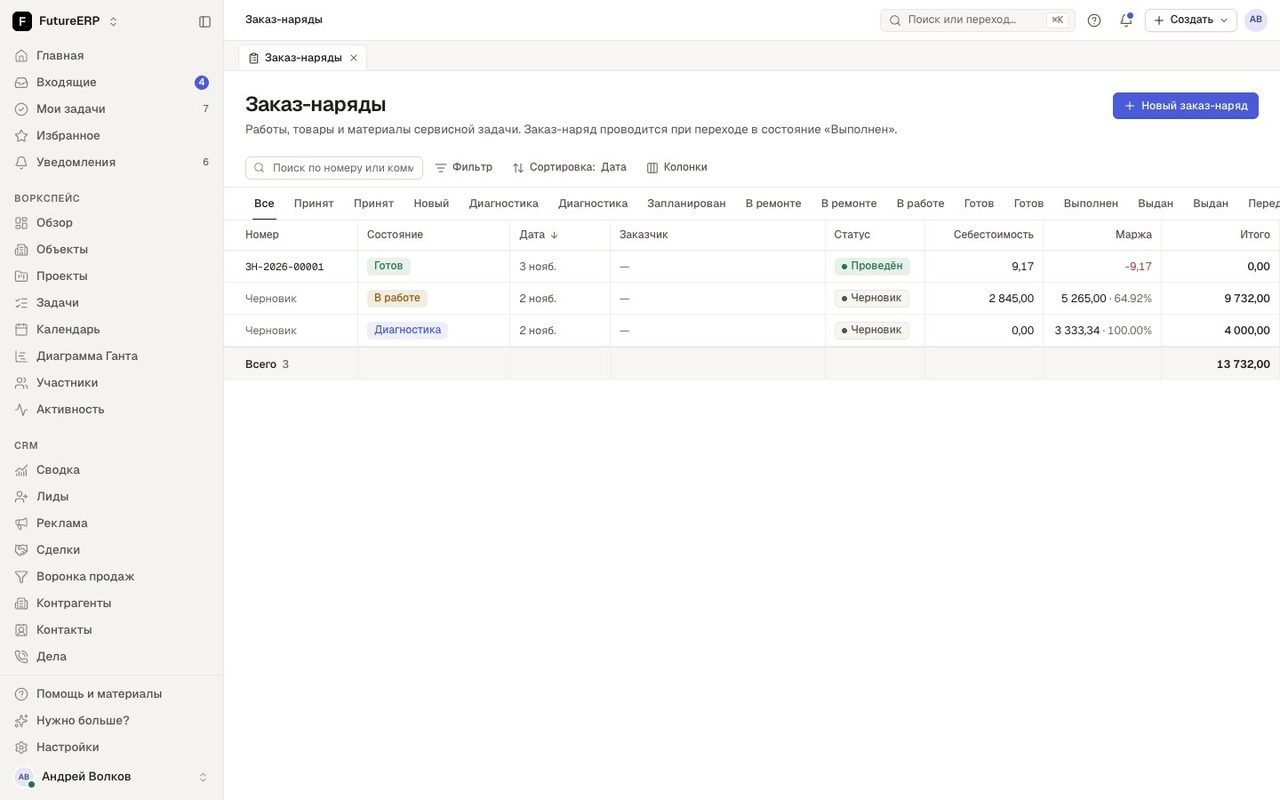 F FutureERP
Главная
Входящие 4
Мои задачи 7
Избранное
Уведомления 6
ВОРКСПЕЙС
Обзор
Объекты
Проекты
Задачи
Календарь
Диаграмма Ганта
Участники
Активность
CRM
Сводка
Лиды
Реклама
Сделки
Воронка продаж
Контрагенты
Контакты
Дела
Помощь и материалы
Нужно больше?
Настройки
АВ Андрей Волков
Заказ-наряды
Поиск или переход… ⌘K
Создать
АВ
Заказ-наряды
Заказ-наряды
Новый заказ-наряд
Работы, товары и материалы сервисной задачи. Заказ-наряд проводится при переходе в состояние «Выполнен».
Поиск по номеру или комм
Фильтр
Сортировка: Дата
Колонки
Все Принят Принят Новый Диагностика Диагностика Запланирован В ремонте В ремонте В работе Готов Готов Выполнен Выдан Выдан Перед
Номер Состояние Дата ↓ Заказчик Статус Себестоимость Маржа Итого
ЗН-2026-00001 Готов 3 нояб. — Проведён 9,17 -9,17 0,00
Черновик В работе 2 нояб. — Черновик 2 845,00 5 265,00 · 64.92% 9 732,00
Черновик Диагностика 2 нояб. — Черновик 0,00 3 333,34 · 100.00% 4 000,00
Всего 3 13 732,00